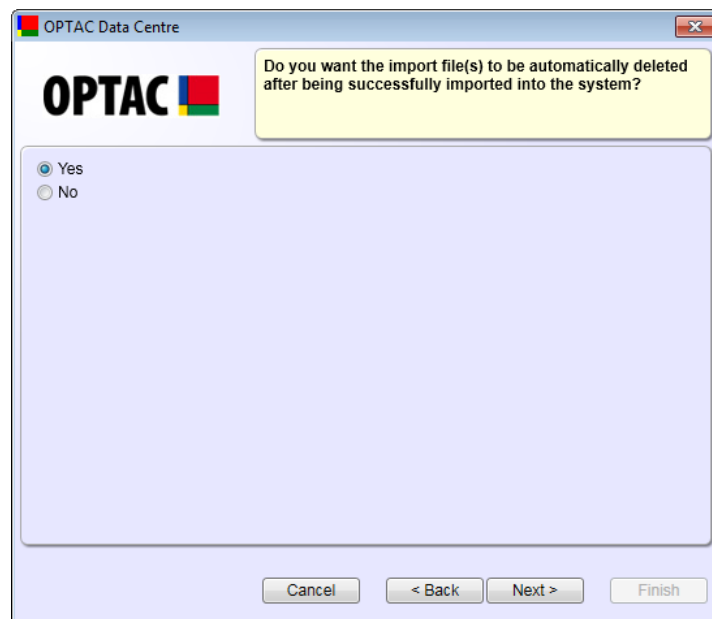 OPTAC Data Centre
OPTAC
Do you want the import file(s) to be automatically deleted
after being successfully imported into the system?
Yes
No
Cancel
< Back
Next >
Finish